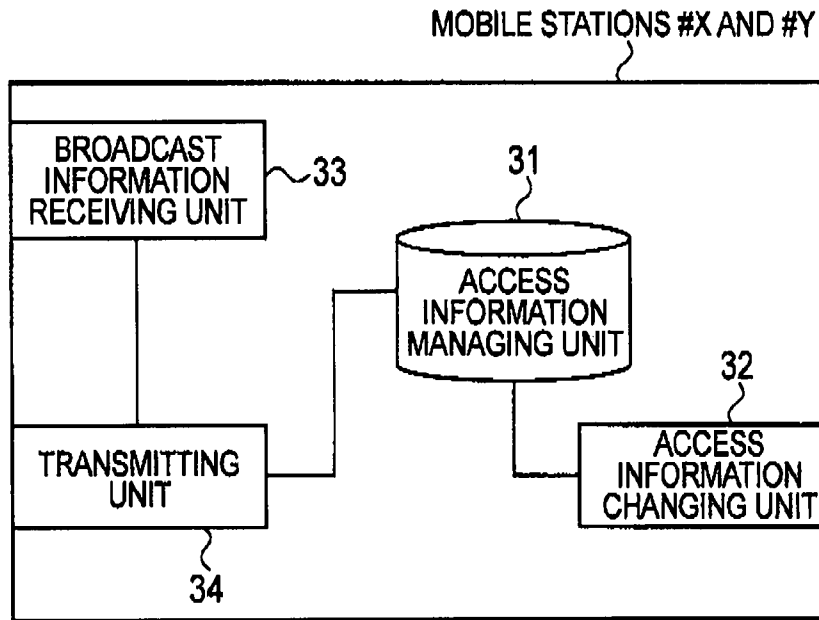 MOBILE STATIONS #X AND #Y
BROADCAST
INFORMATION
RECEIVING UNIT
33
31
ACCESS
INFORMATION
MANAGING UNIT
32
TRANSMITTING
UNIT
ACCESS
INFORMATION
CHANGING UNIT
34